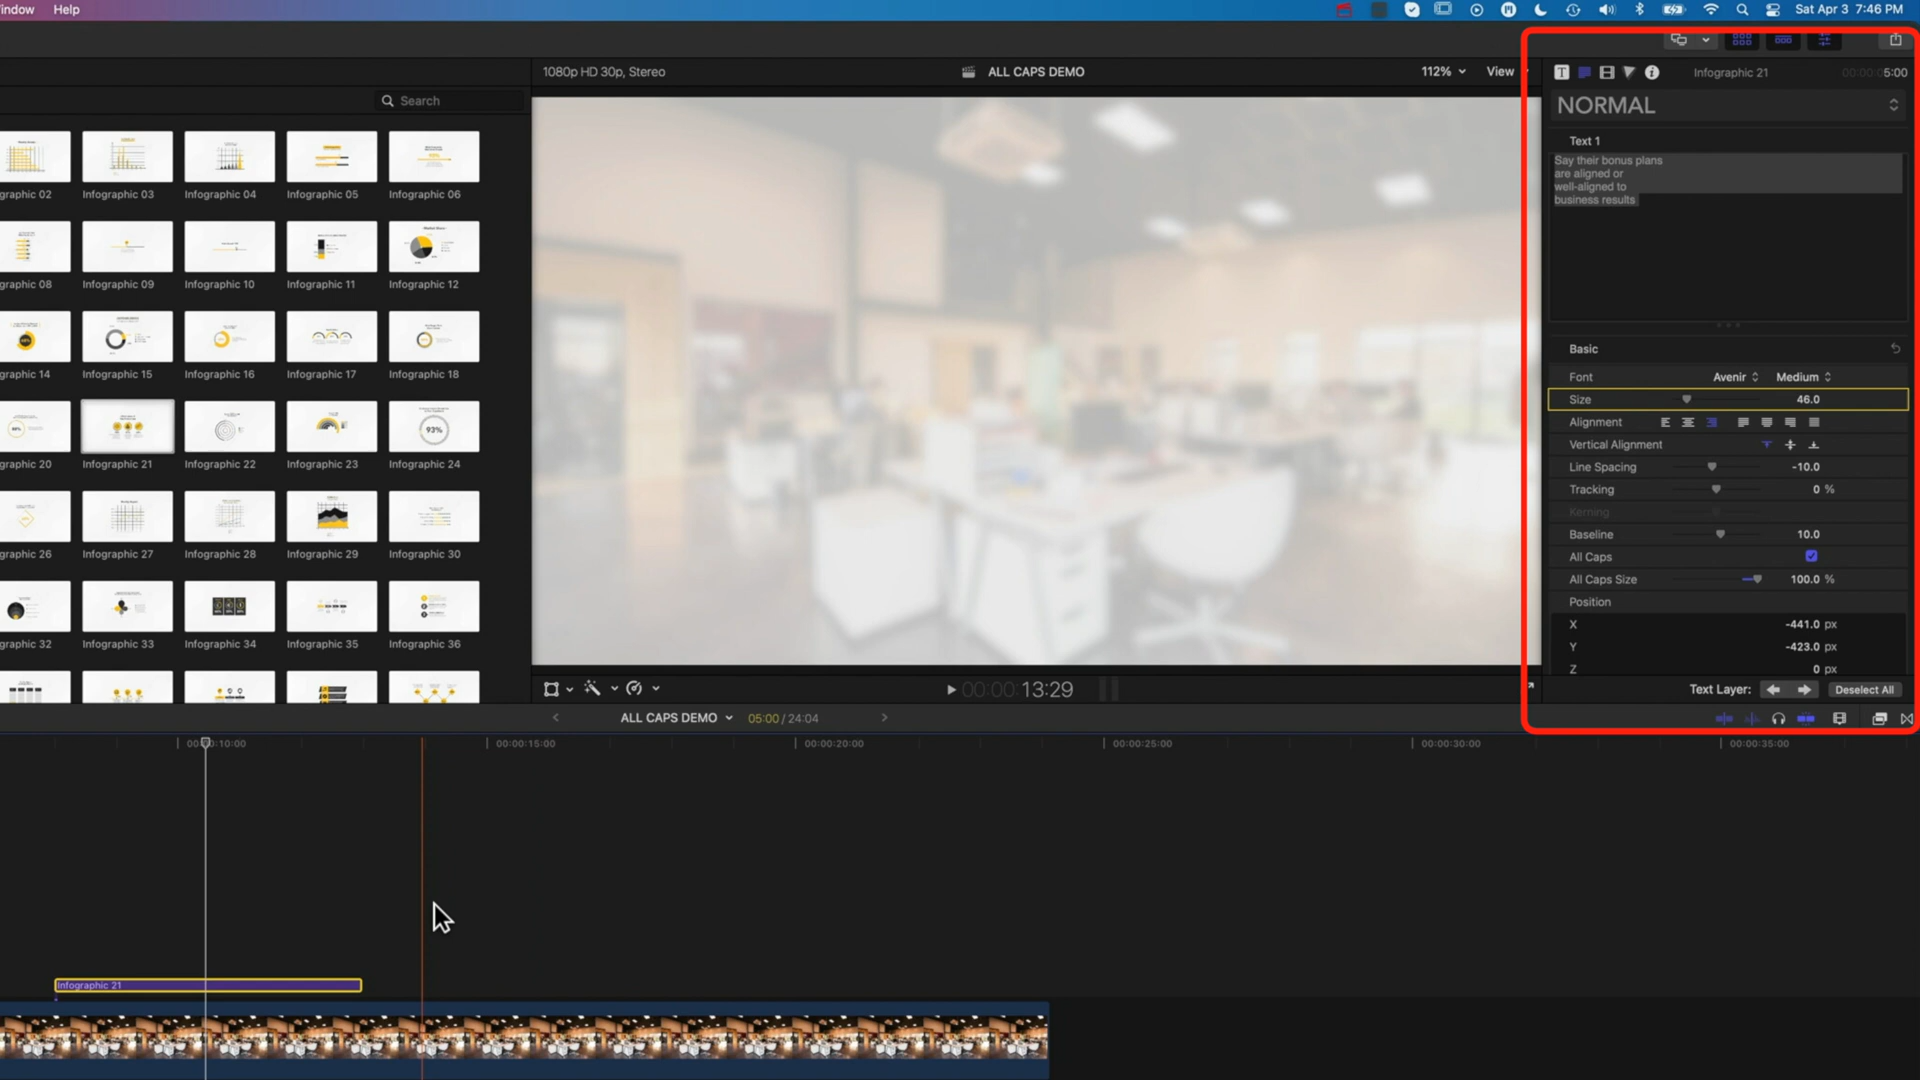 indow Help Sat Apr 3 7:46 PM
1080p HD 30p, Stereo ALL CAPS DEMO 112% View
Infographic 21 00:00:05:00
Search
NORMAL
Text 1
Say their bonus plans
are aligned or
well-aligned to
business results
graphic 02 Infographic 03 Infographic 04 Infographic 05 Infographic 06
graphic 08 Infographic 09 Infographic 10 Infographic 11 Infographic 12
graphic 14 Infographic 15 Infographic 16 Infographic 17 Infographic 18
graphic 20 Infographic 21 Infographic 22 Infographic 23 Infographic 24
93%
graphic 26 Infographic 27 Infographic 28 Infographic 29 Infographic 30
graphic 32 Infographic 33 Infographic 34 Infographic 35 Infographic 36
Basic
Font Avenir Medium
Size 46.0
Alignment
Vertical Alignment
Line Spacing -10.0
Tracking 0 %
Kerning
Baseline 10.0
All Caps
All Caps Size 100.0 %
Position
X -441.0 px
Y -423.0 px
Z 0 px
Text Layer: Deselect All
00:00:13:29
ALL CAPS DEMO 05:00 / 24:04
00:00:15:00 00:00:20:00 00:00:25:00 00:00:30:00 00:00:35:00
Infographic 21